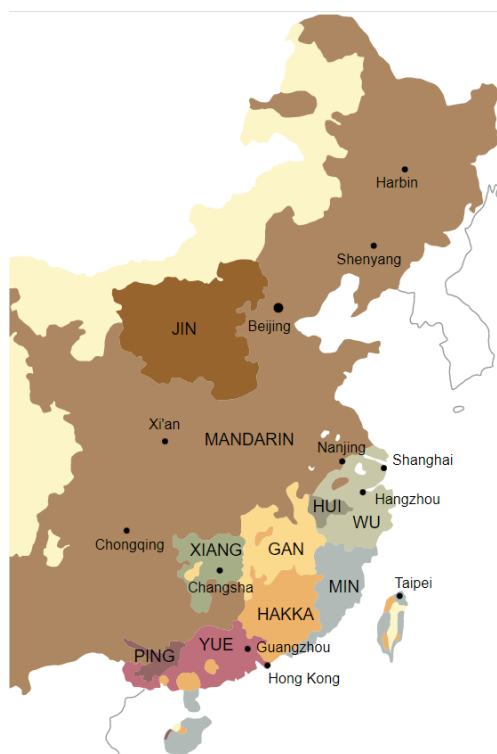 Harbin
Shenyang
Beijing
JIN
Xi'an
MANDARIN
Nanjing
Shanghai
Hangzhou
HUI
WU
Chongqing
XIANG
GAN
Changsha
MIN
Taipei
HAKKA
YUE
Guangzhou
PING
Hong Kong